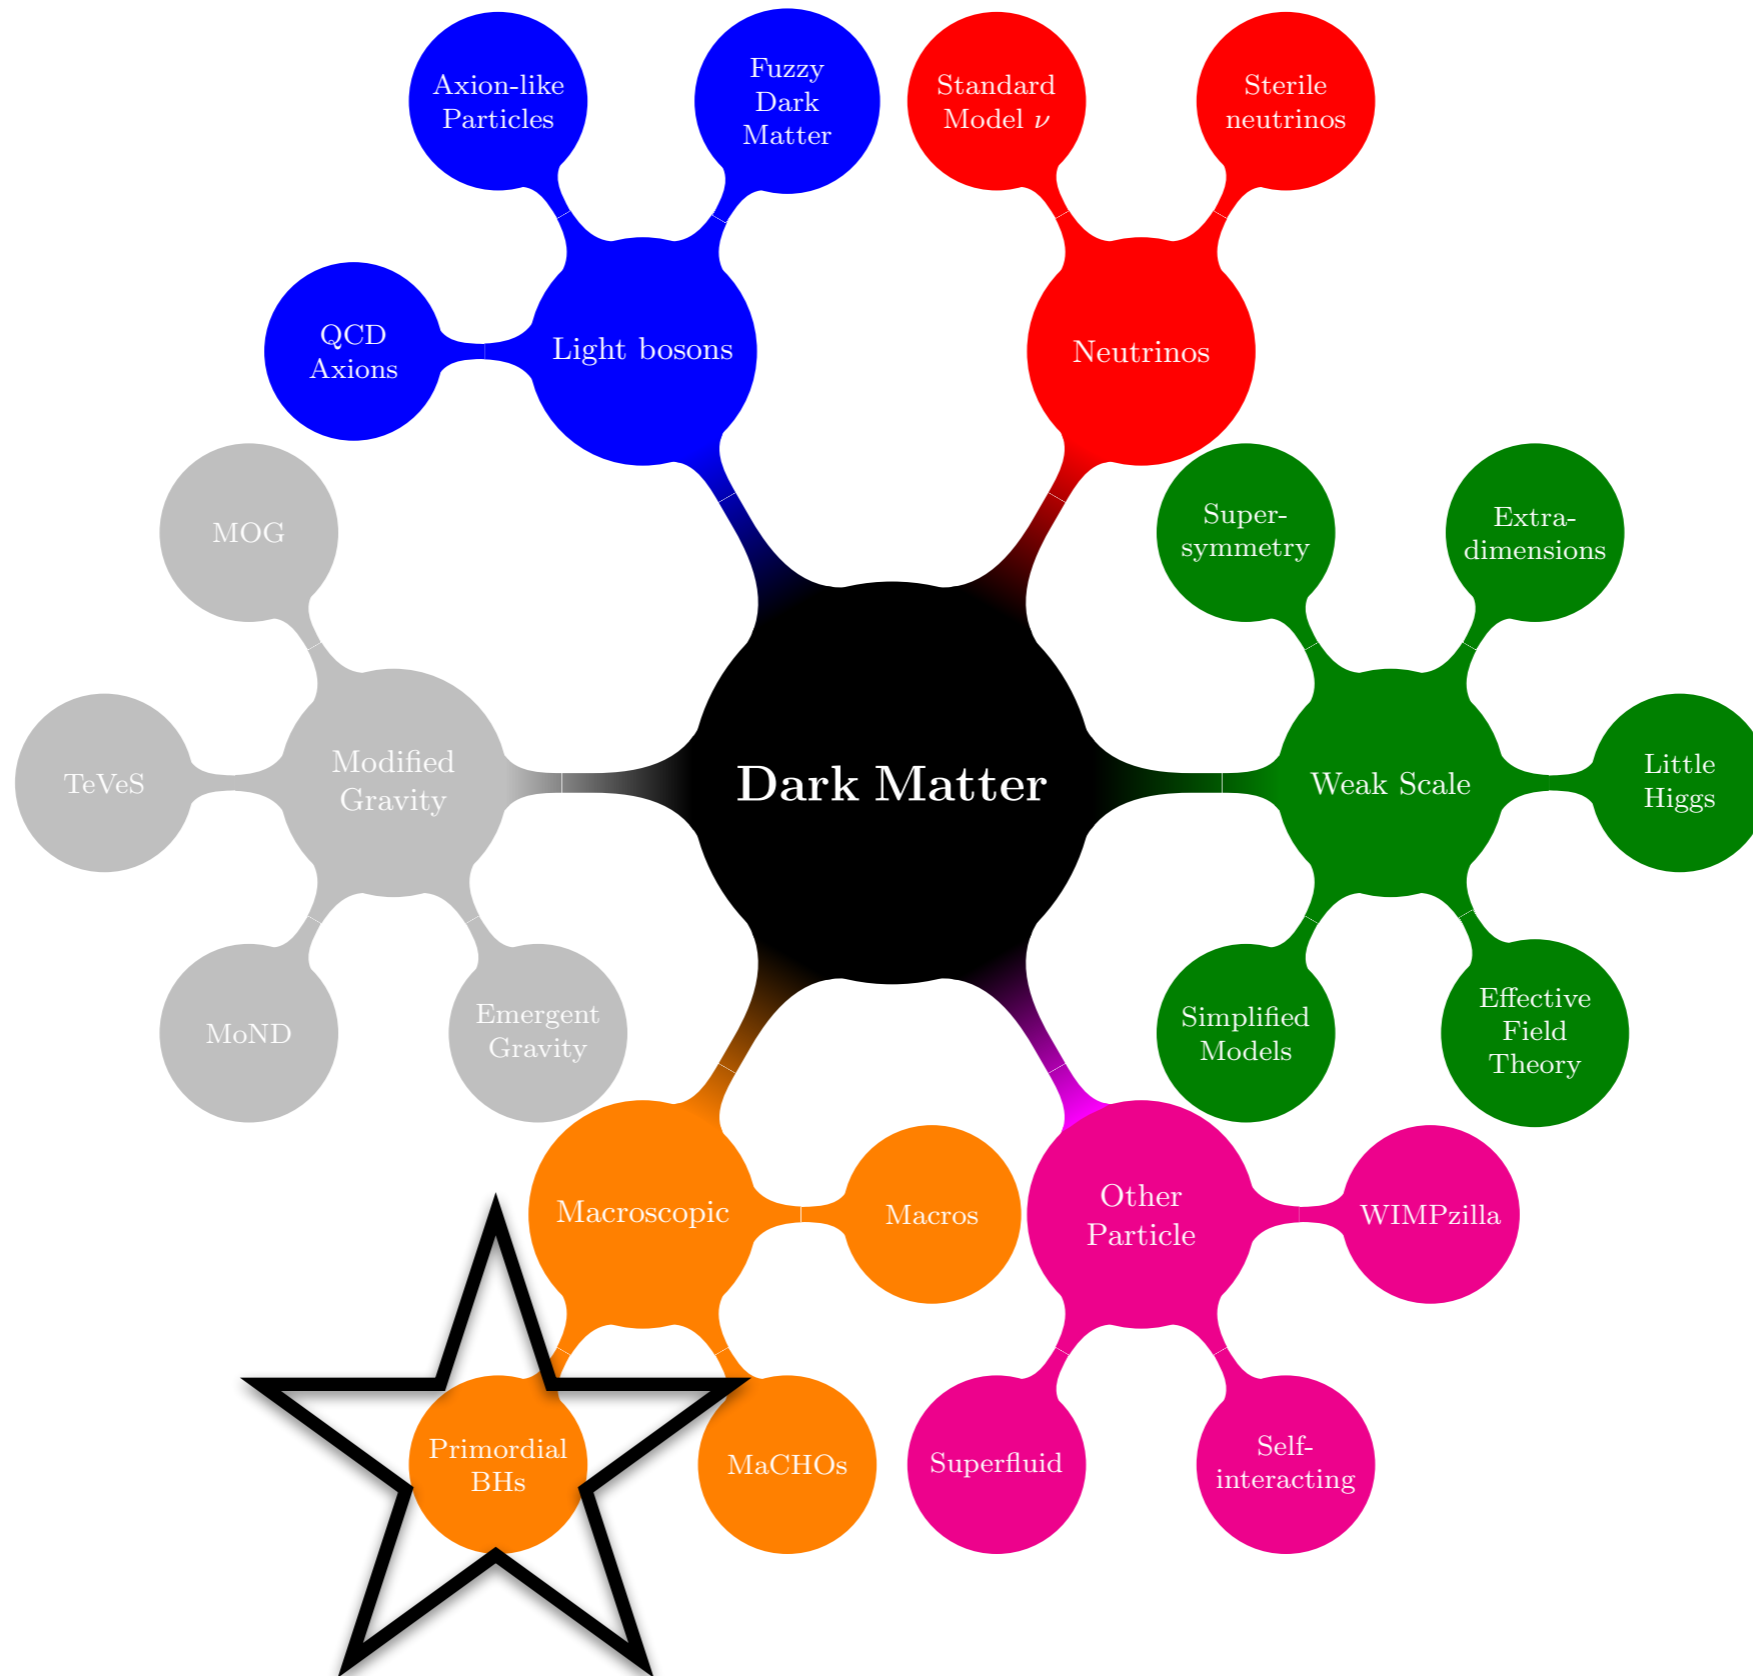 Axion-like
Particles
Fuzzy
Dark
Matter
Standard
Model ν
Sterile
neutrinos
QCD
Axions
Light bosons
Neutrinos
MOG
Super-
symmetry
Extra-
dimensions
TeVeS
Modified
Gravity
Dark Matter
Weak Scale
Little
Higgs
MoND
Emergent
Gravity
Simplified
Models
Effective
Field
Theory
Macroscopic
Macros
Other
Particle
WIMPzilla
Primordial
BHs
MaCHOs
Superfluid
Self-
interacting